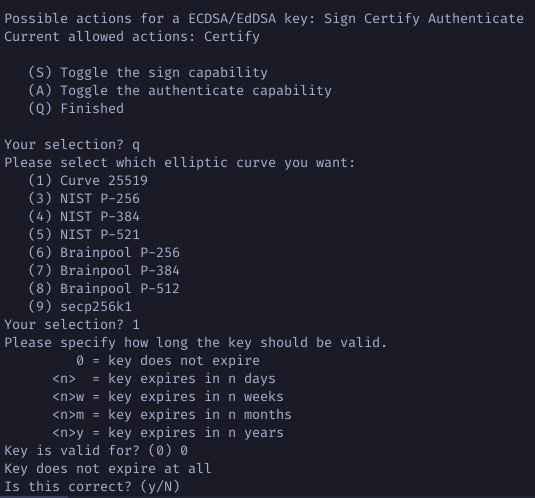 Possible actions for a ECDSA/EdDSA key: Sign Certify Authenticate
Current allowed actions: Certify
(S) Toggle the sign capability
(A) Toggle the authenticate capability
(Q) Finished
Your selection? q
Please select which elliptic curve you want:
(1) Curve 25519
(3) NIST P-256
(4) NIST P-384
(5) NIST P-521
(6) Brainpool P-256
(7) Brainpool P-384
(8) Brainpool P-512
(9) secp256k1
Your selection? 1
Please specify how long the key should be valid.
0 = key does not expire
<n>  = key expires in n days
<n>w = key expires in n weeks
<n>m = key expires in n months
<n>y = key expires in n years
Key is valid for? (0) 0
Key does not expire at all
Is this correct? (y/N)